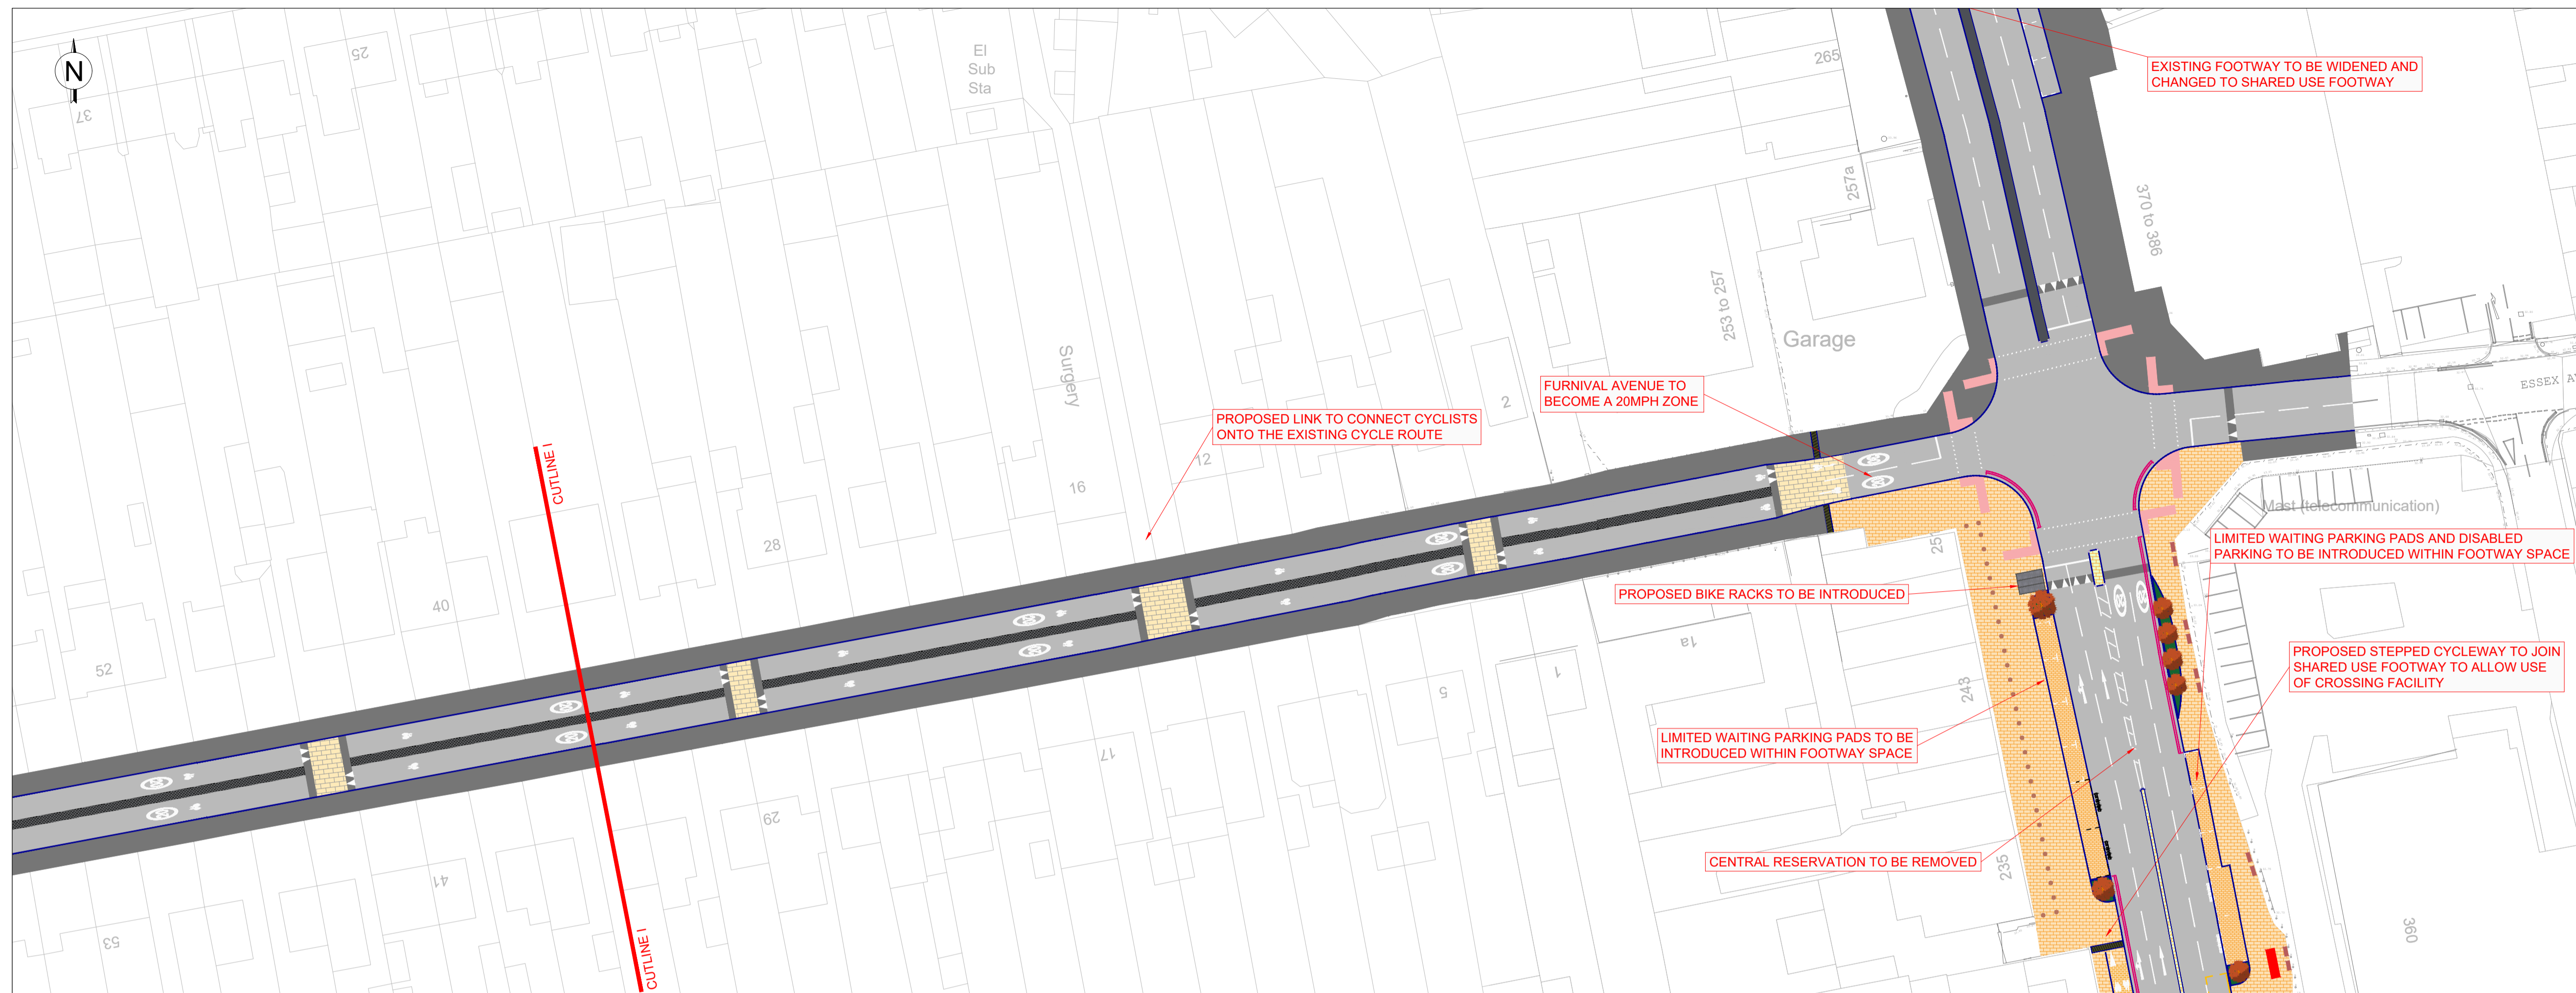 N
25
37
El
Sub
Sta
265
EXISTING FOOTWAY TO BE WIDENED AND
CHANGED TO SHARED USE FOOTWAY
257a
370 to 386
253 to 257
Garage
Surgery
FURNIVAL AVENUE TO
BECOME A 20MPH ZONE
2
PROPOSED LINK TO CONNECT CYCLISTS
ONTO THE EXISTING CYCLE ROUTE
12
16
CUTLINE I
28
40
52
Mast (telecommunication)
LIMITED WAITING PARKING PADS AND DISABLED
PARKING TO BE INTRODUCED WITHIN FOOTWAY SPACE
PROPOSED BIKE RACKS TO BE INTRODUCED
1a
1
5
17
29
41
53
243
PROPOSED STEPPED CYCLEWAY TO JOIN
SHARED USE FOOTWAY TO ALLOW USE
OF CROSSING FACILITY
LIMITED WAITING PARKING PADS TO BE
INTRODUCED WITHIN FOOTWAY SPACE
CENTRAL RESERVATION TO BE REMOVED
235
360
CUTLINE I
ESSEX